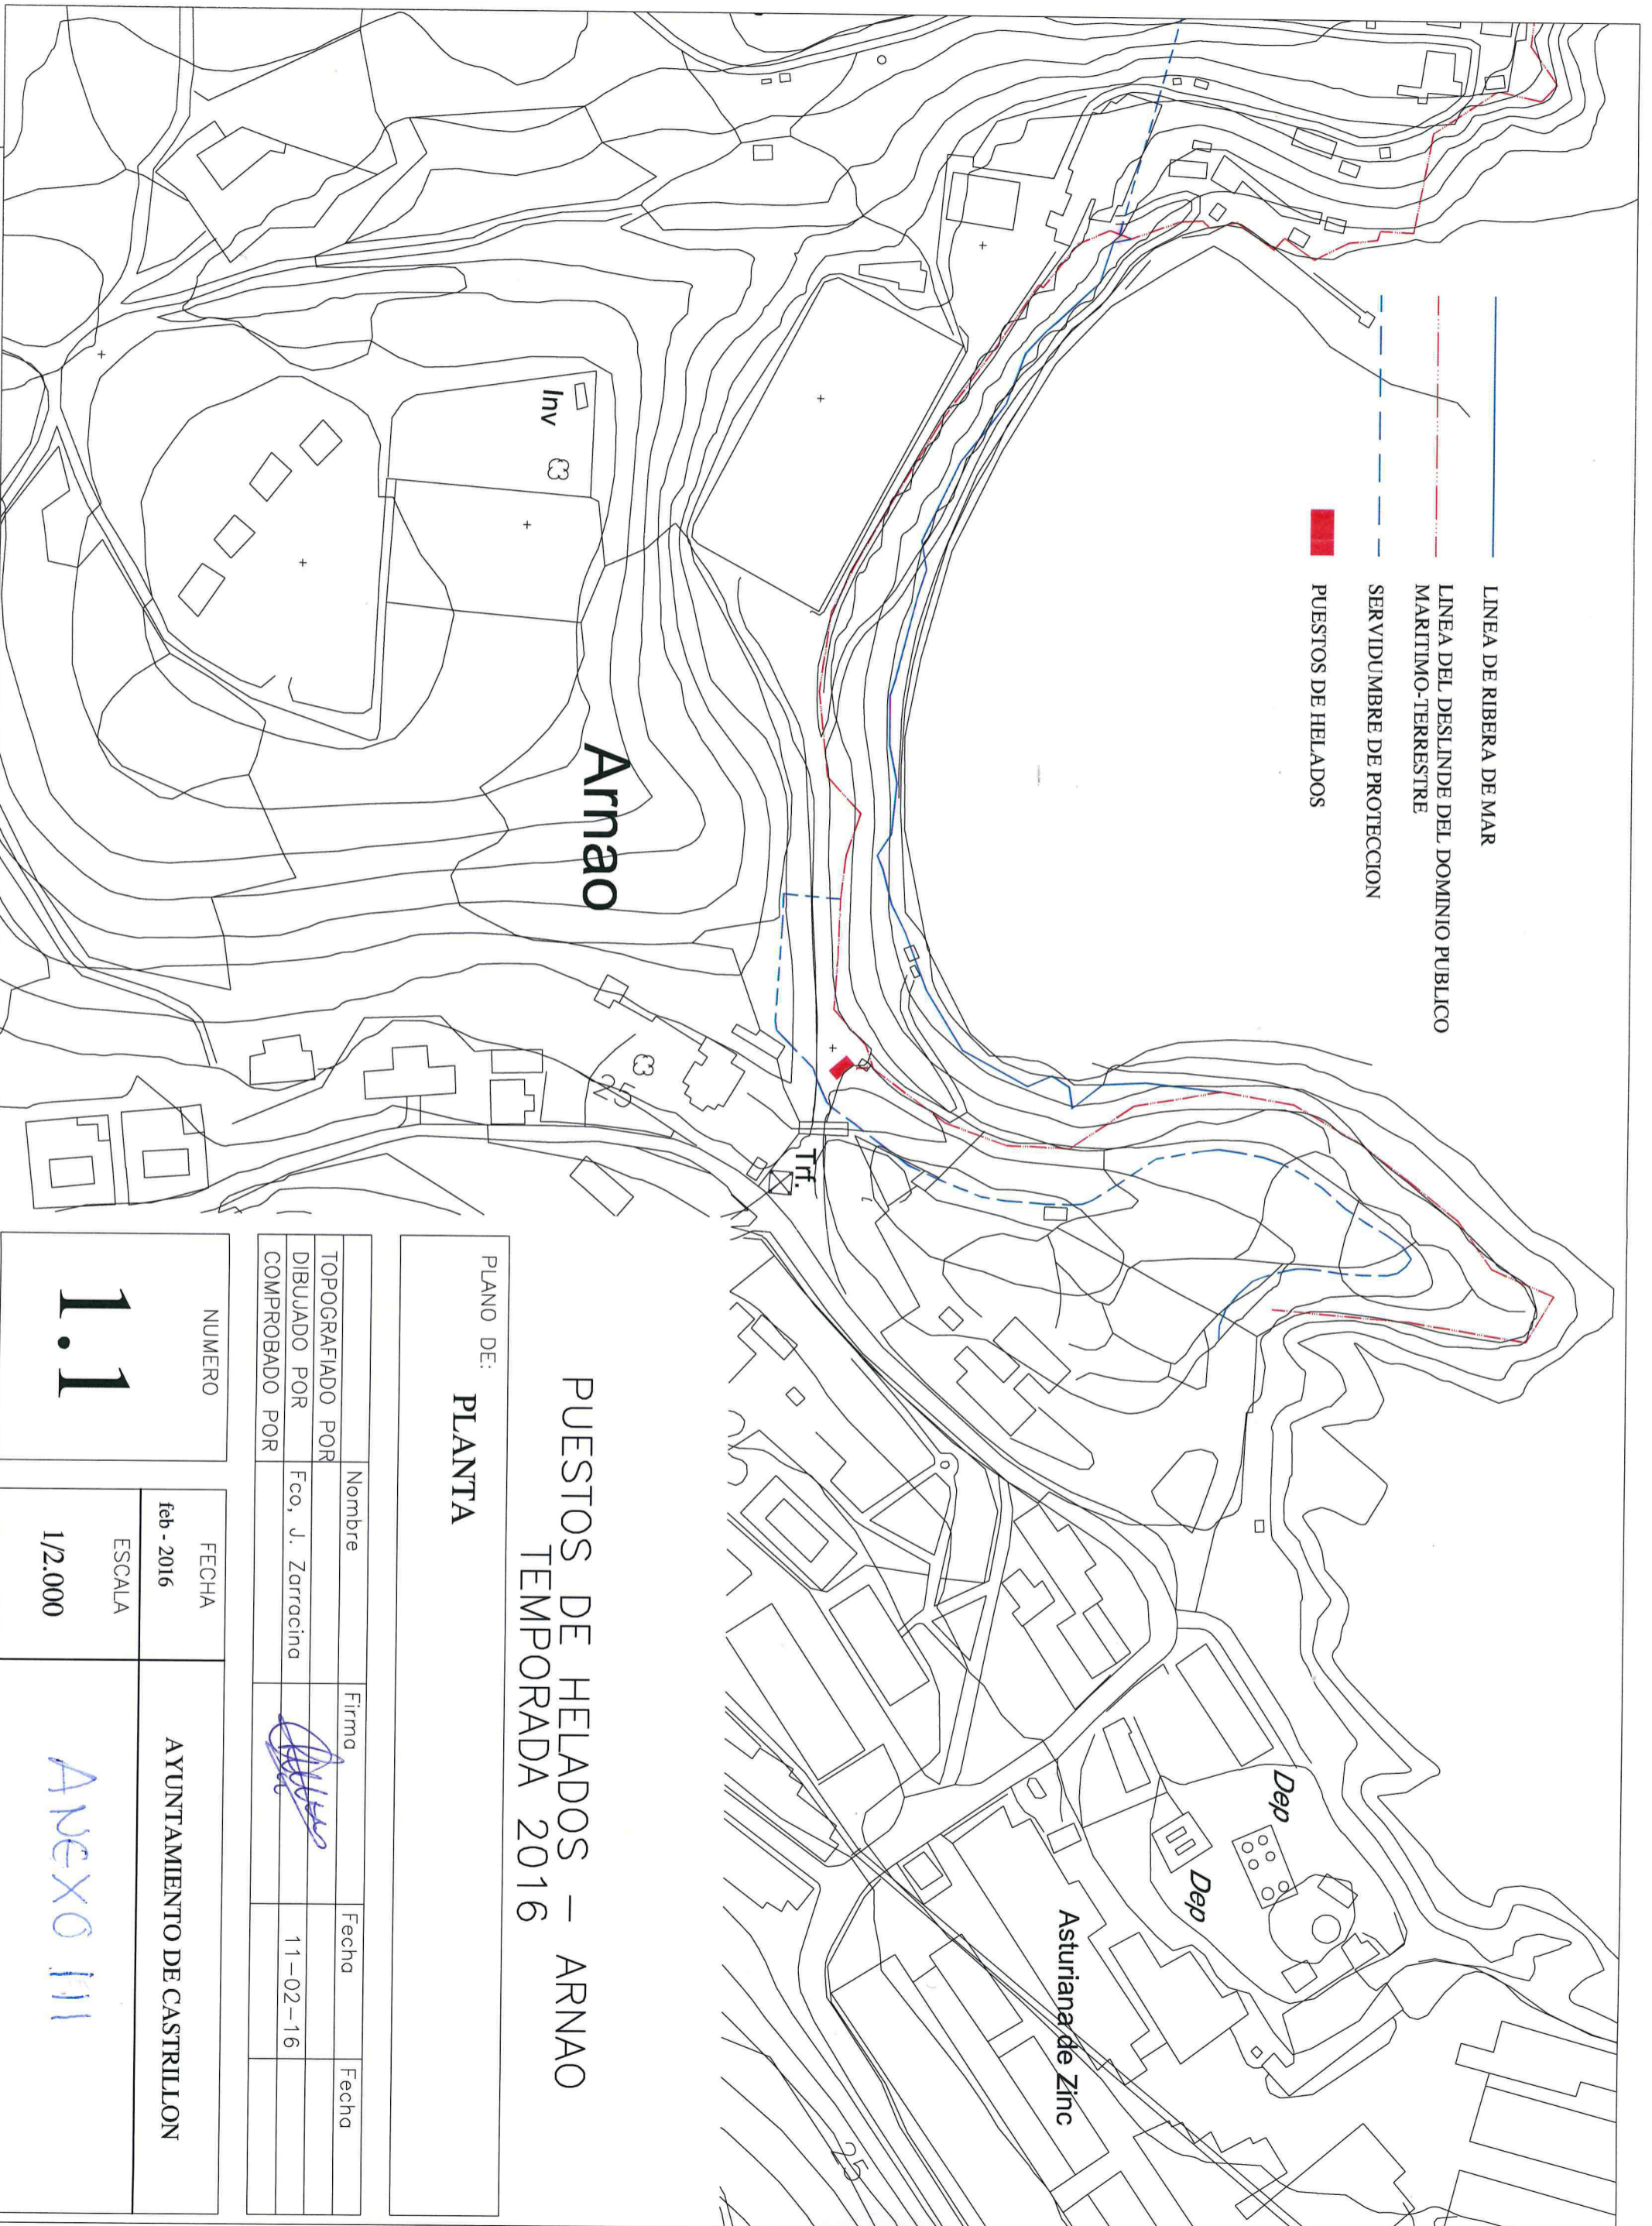 LINEA DE RIBERA DE MAR
LINEA DEL DESLINDE DEL DOMINIO PUBLICO
MARITIMO-TERRESTRE
SERVIDUMBRE DE PROTECCION
PUESTOS DE HELADOS
Inv
Arnao
25
Trf.
Dep
Dep
Asturiana de Zinc
25
PUESTOS DE HELADOS - ARNAO
TEMPORADA 2016
PLANO DE:
PLANTA
Nombre Firma Fecha Fecha
TOPOGRAFIADO POR
DIBUJADO POR Fco, J. Zarracina 11-02-16
COMPROBADO POR
NUMERO
1.1
FECHA
feb - 2016
ESCALA
1/2.000
AYUNTAMIENTO DE CASTRILLON
ANEXO III